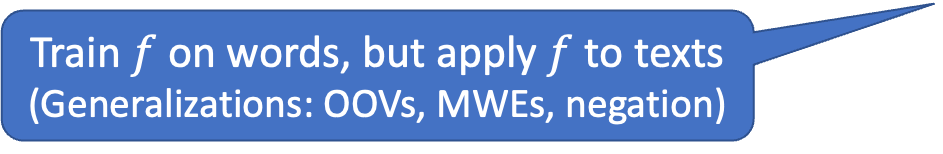 Train f on words, but apply f to texts
(Generalizations: OOVs, MWEs, negation)